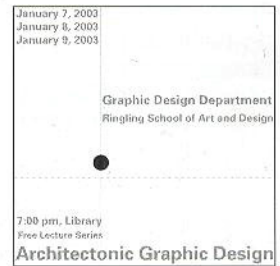 January 7, 2003
January 8, 2003
January 9, 2003
Graphic Design Department
Ringling School of Art and Design
7:00 pm, Library
Free Lecture Series
Architectonic Graphic Design